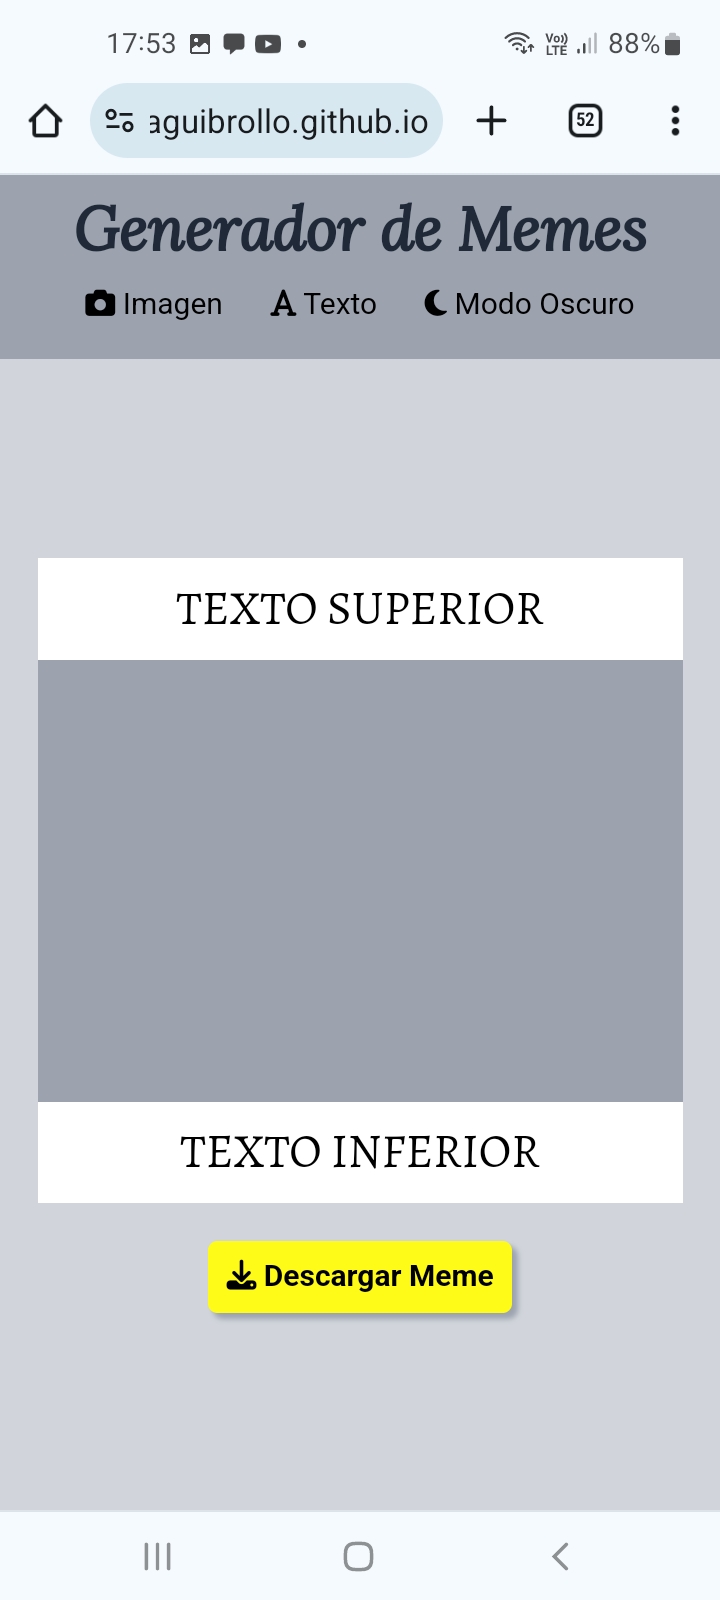 17:53 Vo)) LTE 88%
aguibrollo.github.io 52
Generador de Memes
Imagen Texto Modo Oscuro
TEXTO SUPERIOR
TEXTO INFERIOR
Descargar Meme